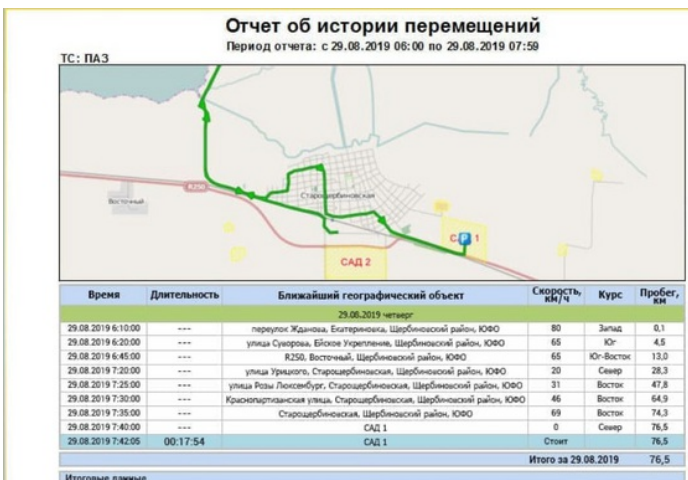 Отчет об истории перемещений
Период отчета: с 29.08.2019 06:00 по 29.08.2019 07:59
ТС: ПАЗ
R250
Восточный
Старощербиновская
САД 1
P
САД 2
Время Длительность Ближайший географический объект Скорость, км/ч Курс Пробег, км
29.08.2019 четверг
29.08.2019 6:10:00 --- переулок Жданова, Екатериновка, Щербиновский район, ЮФО 80 Запад 0,1
29.08.2019 6:20:00 --- улица Суворова, Ейское Укрепление, Щербиновский район, ЮФО 65 Юг 4,5
29.08.2019 6:45:00 --- R250, Восточный, Щербиновский район, ЮФО 65 Юг-Восток 13,0
29.08.2019 7:20:00 --- улица Урицкого, Старощербиновская, Щербиновский район, ЮФО 20 Север 28,3
29.08.2019 7:25:00 --- улица Розы Люксембург, Старощербиновская, Щербиновский район, ЮФО 31 Восток 47,8
29.08.2019 7:30:00 --- Краснопартизанская улица, Старощербиновская, Щербиновский район, ЮФО 46 Восток 64,9
29.08.2019 7:35:00 --- Старощербиновская, Щербиновский район, ЮФО 69 Восток 74,3
29.08.2019 7:40:00 --- САД 1 0 Север 76,5
29.08.2019 7:42:05 00:17:54 САД 1 Стоит 76,5
Итого за 29.08.2019 76,5
Итоговые данные